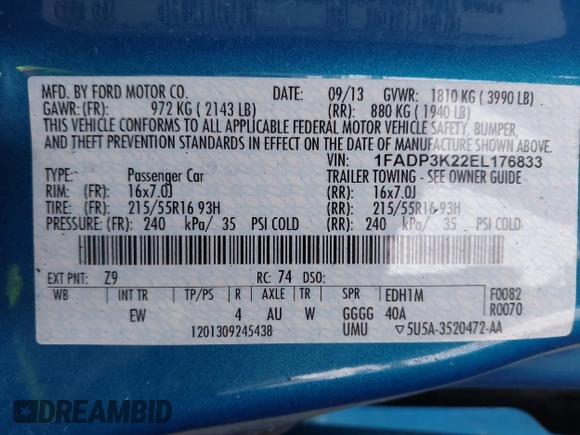 MFD. BY FORD MOTOR CO. DATE: 09/13 GVWR: 1810 KG ( 3990 LB)
GAWR: (FR): 972 KG ( 2143 LB) (RR): 880 KG ( 1940 LB)
THIS VEHICLE CONFORMS TO ALL APPLICABLE FEDERAL MOTOR VEHICLE SAFETY, BUMPER,
AND THEFT PREVENTION STANDARDS IN EFFECT ON THE DATE OF MANUFACTURE SHOWN ABOVE.
VIN: 1FADP3K22EL176833
TYPE: Passenger Car TRAILER TOWING - SEE OWNER GUIDE
RIM: (FR): 16x7.0J (RR): 16x7.0J
TIRE: (FR): 215/55R16 93H (RR): 215/55R16 93H
PRESSURE: (FR): 240 kPa/ 35 PSI COLD (RR): 240 kPa/ 35 PSI COLD
EXT PNT: Z9 RC: 74 DSO:
WB INT TR TP/PS R AXLE TR SPR EDH1M F0082
EW 4 AU W GGGG 40A R0070
1201309245438 UMU ▽5U5A-3520472-AA
DREAMBID